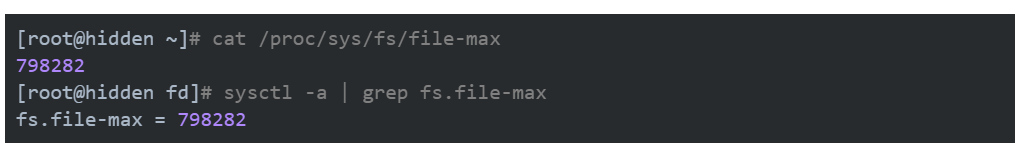 [root@hidden ~]# cat /proc/sys/fs/file-max
798282
[root@hidden fd]# sysctl -a | grep fs.file-max
fs.file-max = 798282